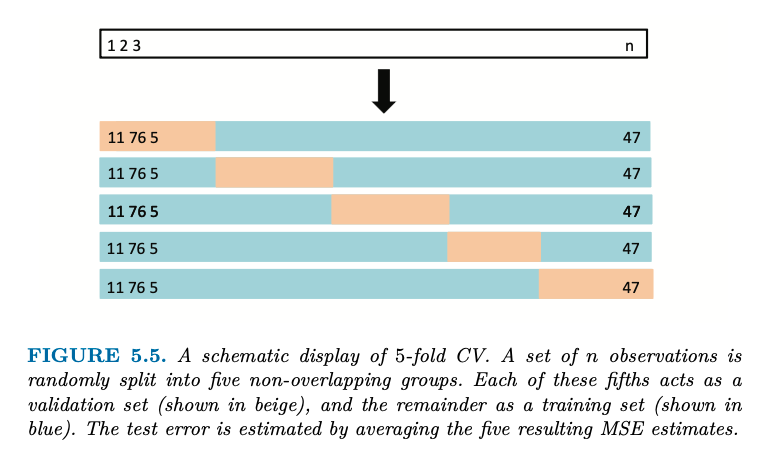 1 2 3 n
11 76 5 47
11 76 5 47
11 76 5 47
11 76 5 47
11 76 5 47
FIGURE 5.5. A schematic display of 5-fold CV. A set of n observations is
randomly split into five non-overlapping groups. Each of these fifths acts as a
validation set (shown in beige), and the remainder as a training set (shown in
blue). The test error is estimated by averaging the five resulting MSE estimates.